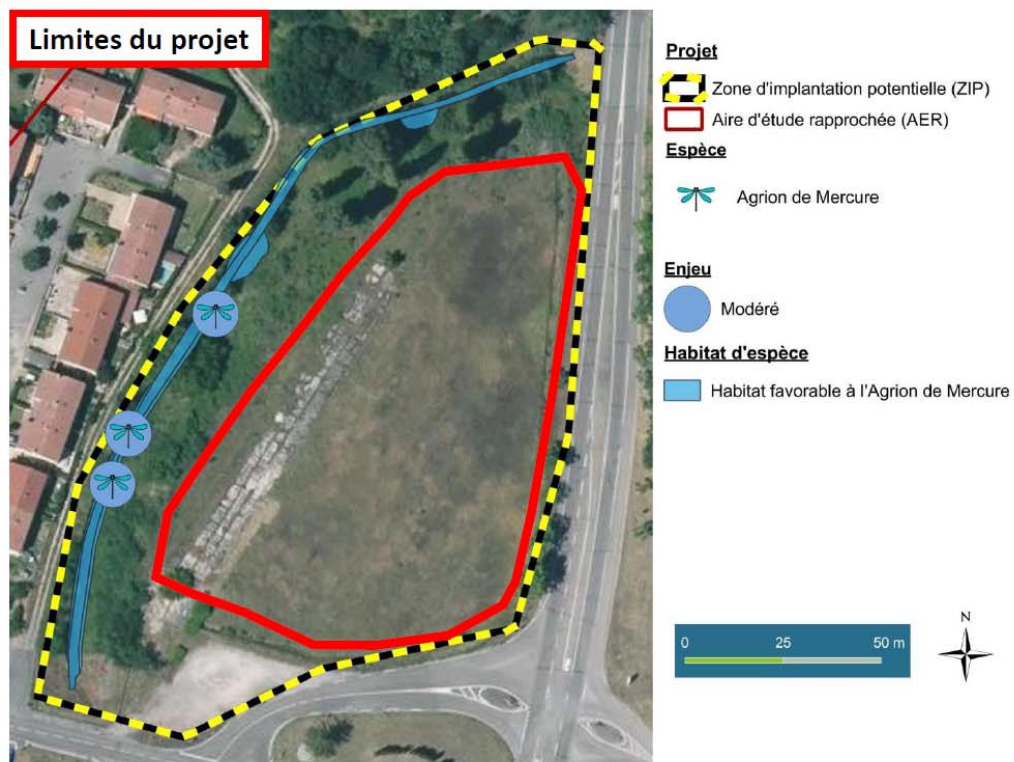 Limites du projet
Projet
Zone d'implantation potentielle (ZIP)
Aire d'étude rapprochée (AER)
Espèce
Agrion de Mercure
Enjeu
Modéré
Habitat d'espèce
Habitat favorable à l'Agrion de Mercure
0 25 50 m
N